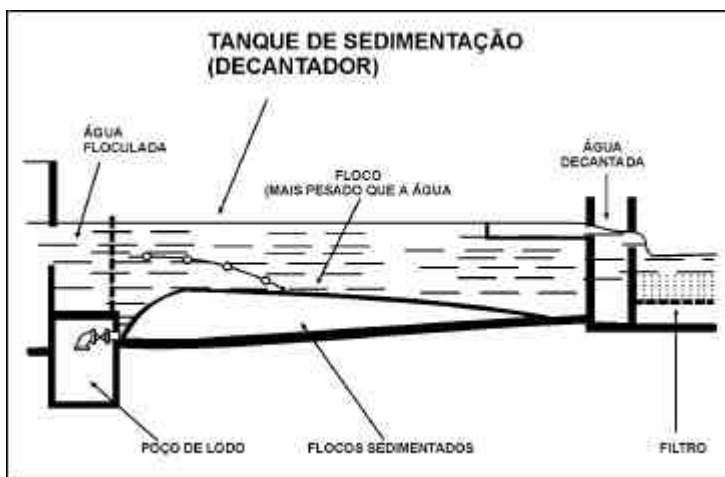 TANQUE DE SEDIMENTAÇÃO
(DECANTADOR)
ÁGUA
FLOCULADA
ÁGUA
DECANTADA
FLOCO
(MAIS PESADO QUE A ÁGUA
POÇO DE LODO
FLOCOS SEDIMENTADOS
FILTRO